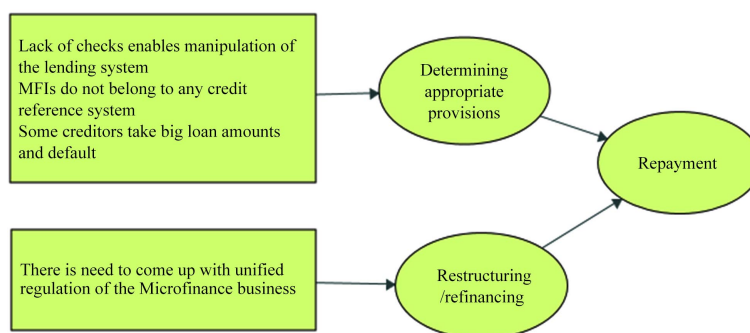 Lack of checks enables manipulation of
the lending system
MFIs do not belong to any credit
reference system
Some creditors take big loan amounts
and default
Determining
appropriate
provisions
Repayment
There is need to come up with unified
regulation of the Microfinance business
Restructuring
/refinancing